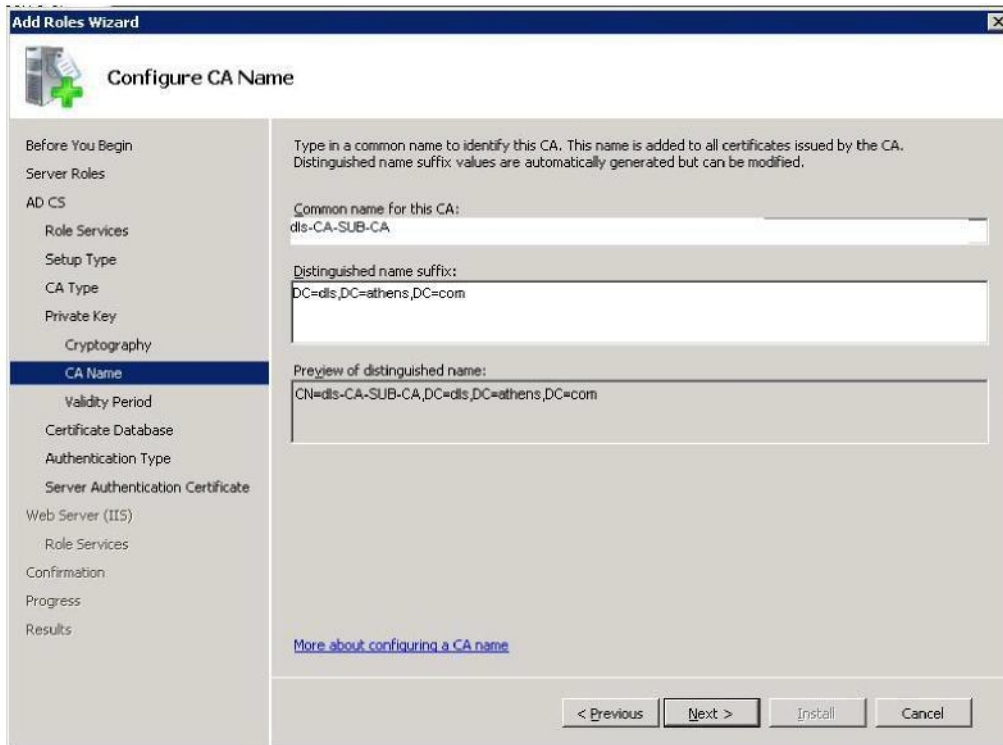 Add Roles Wizard
Configure CA Name
Before You Begin
Server Roles
AD CS
Role Services
Setup Type
CA Type
Private Key
Cryptography
CA Name
Validity Period
Certificate Database
Authentication Type
Server Authentication Certificate
Web Server (IIS)
Role Services
Confirmation
Progress
Results
Type in a common name to identify this CA. This name is added to all certificates issued by the CA.
Distinguished name suffix values are automatically generated but can be modified.
Common name for this CA:
dls-CA-SUB-CA
Distinguished name suffix:
DC=dls,DC=athens,DC=com
Preview of distinguished name:
CN=dls-CA-SUB-CA,DC=dls,DC=athens,DC=com
More about configuring a CA name
< Previous
Next >
Install
Cancel